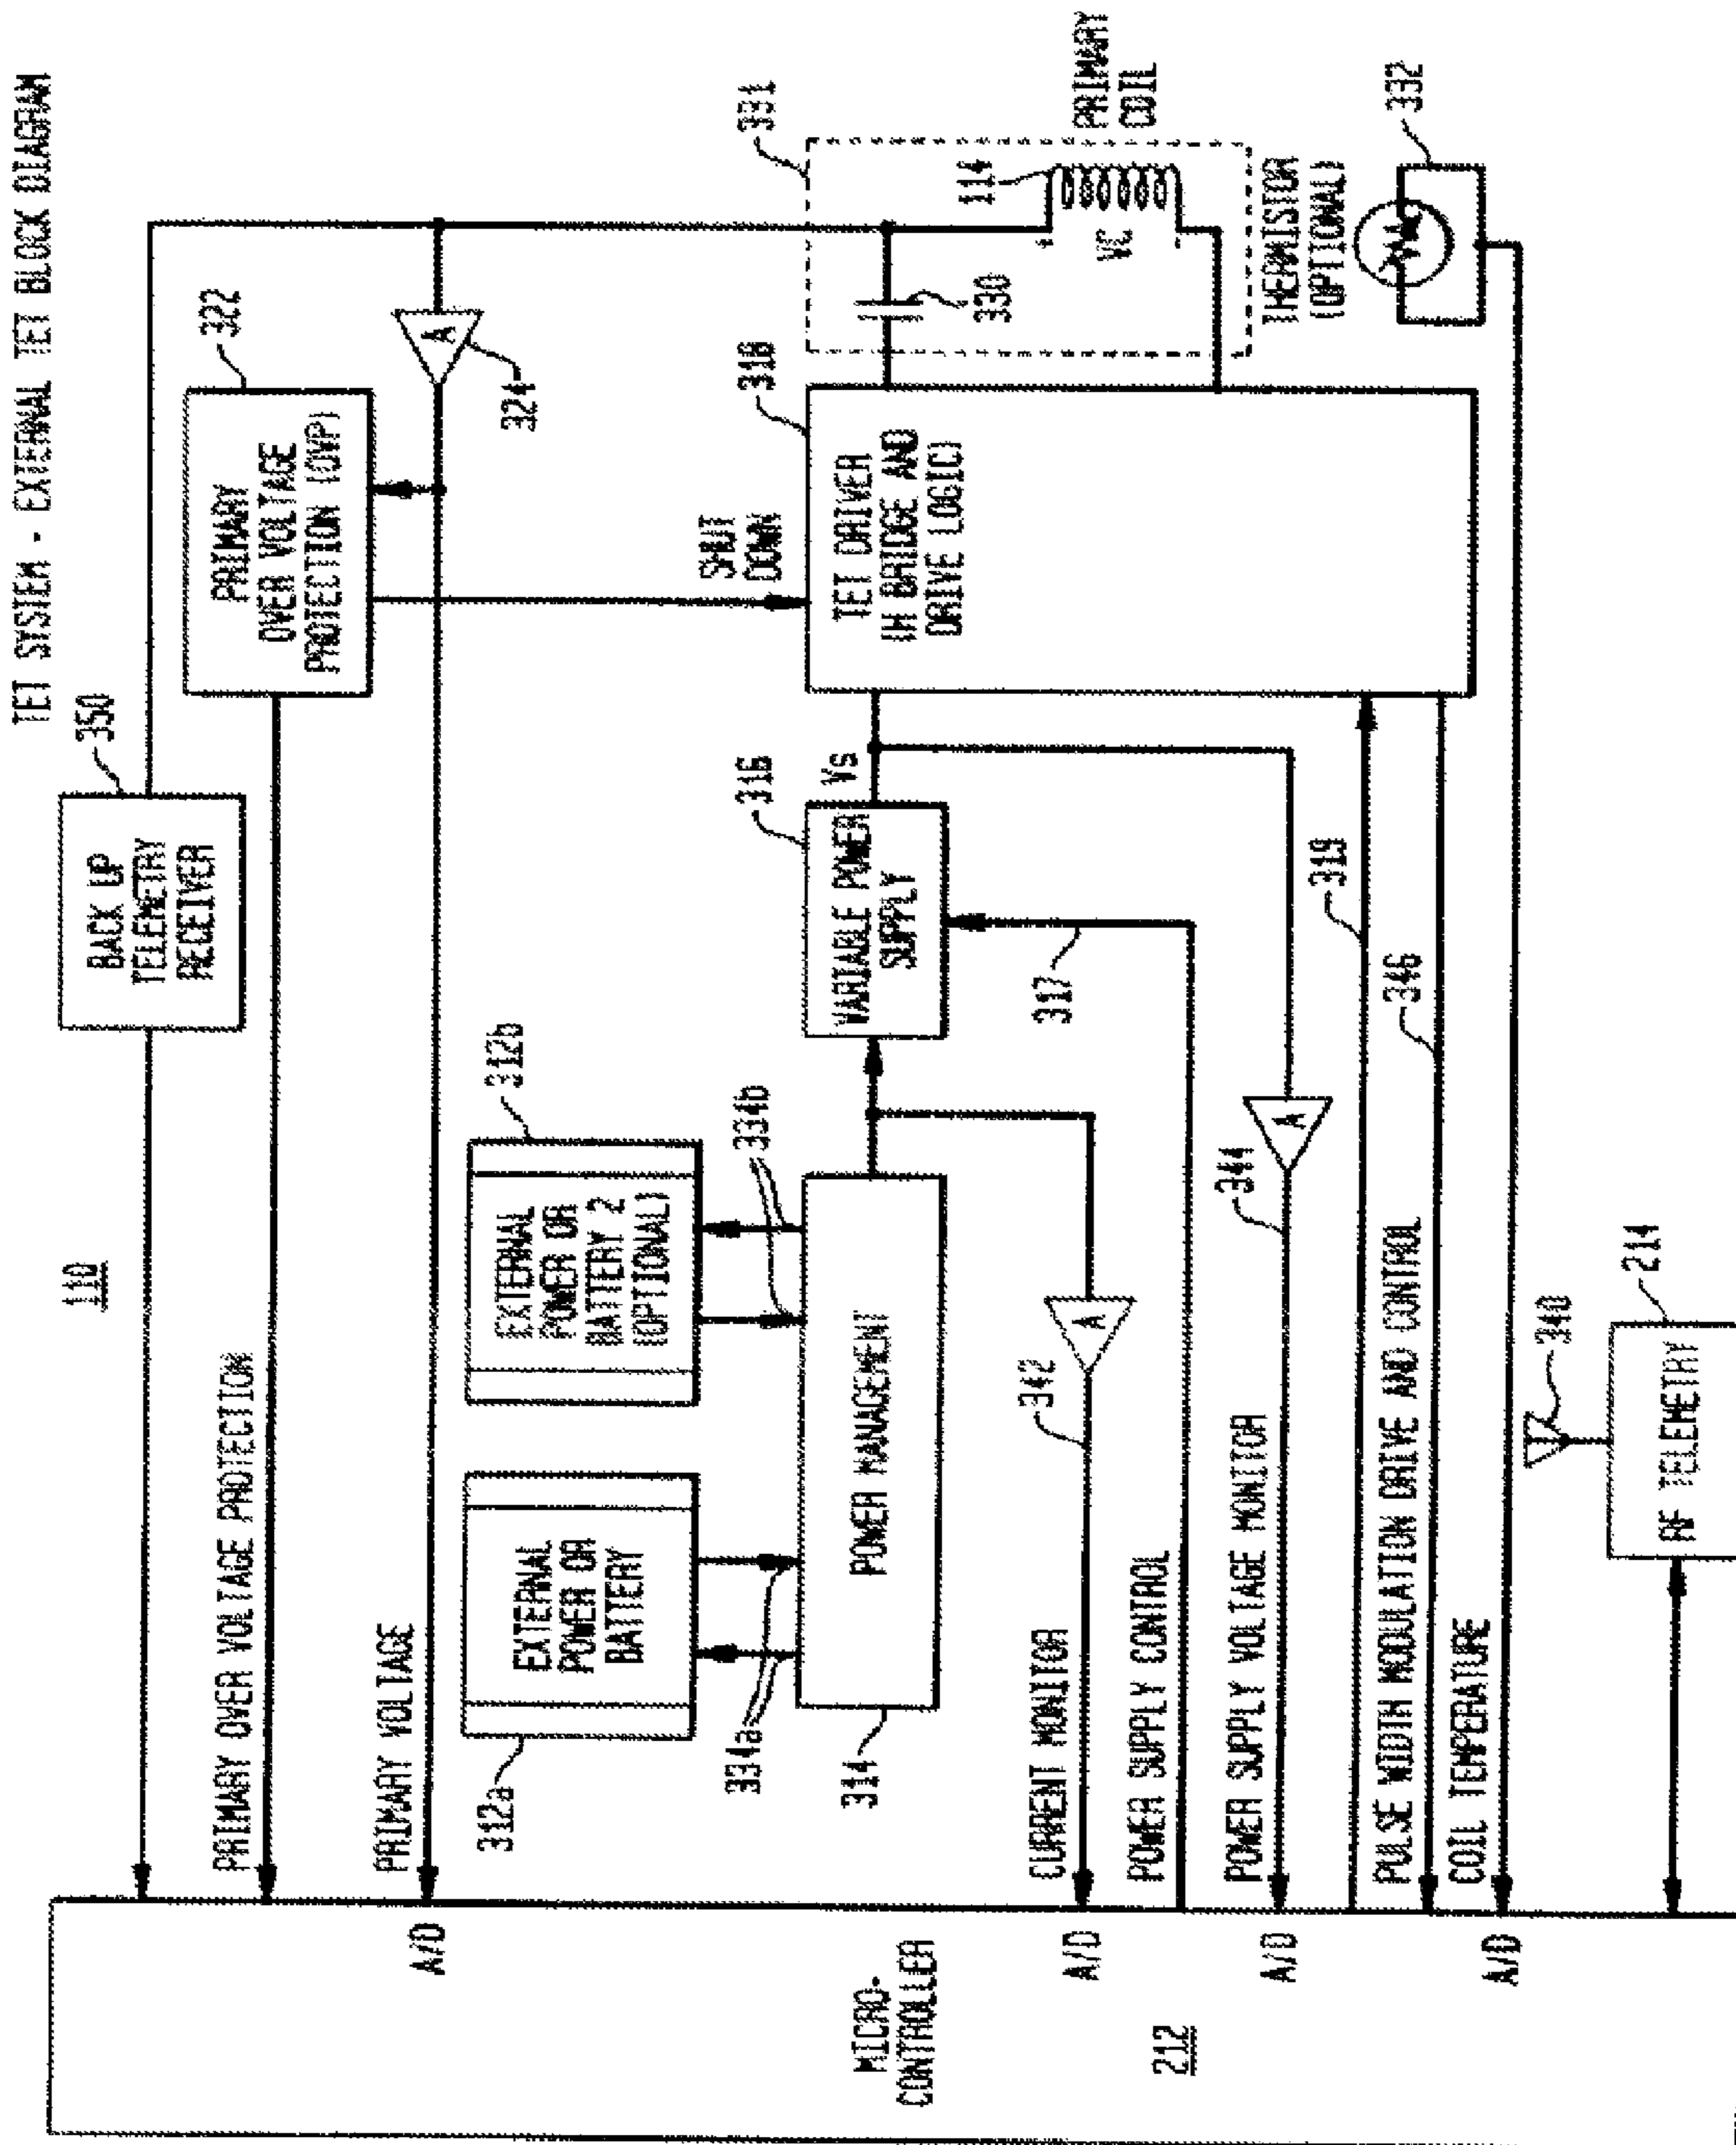 TET SYSTEM - EXTERNAL TET BLOCK DIAGRAM
110
BACK UP
TELEMETRY
RECEIVER
350
PRIMARY
OVER VOLTAGE
PROTECTION (OVP)
322
PRIMARY OVER VOLTAGE PROTECTION
PRIMARY VOLTAGE
A/D
A
324
312a
EXTERNAL
POWER OR
BATTERY
EXTERNAL
POWER OR
BATTERY 2
(OPTIONAL)
312b
334a
334b
SHUT
DOWN
MICRO-
CONTROLLER
212
314
POWER MANAGEMENT
VARIABLE POWER
SUPPLY
316
Vs
TET DRIVER
(H BRIDGE AND
DRIVE LOGIC)
318
331
330
114
VC
PRIMARY
COIL
CURRENT MONITOR
A/D
342
A
317
POWER SUPPLY CONTROL
POWER SUPPLY VOLTAGE MONITOR
A/D
344
A
319
PULSE WIDTH MODULATION DRIVE AND CONTROL
346
COIL TEMPERATURE
A/D
THERMISTOR
(OPTIONAL)
332
340
RF TELEMETRY
214